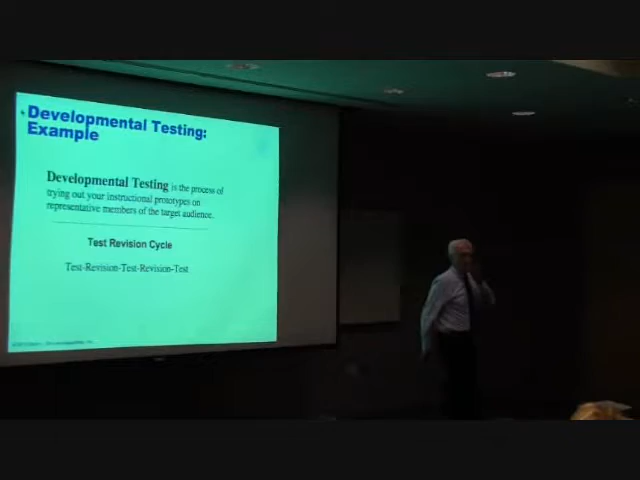 Developmental Testing:
Example
Developmental Testing is the process of
trying out your instructional prototypes on
representative members of the target audience.
Test Revision Cycle
Test-Revision-Test-Revision-Test